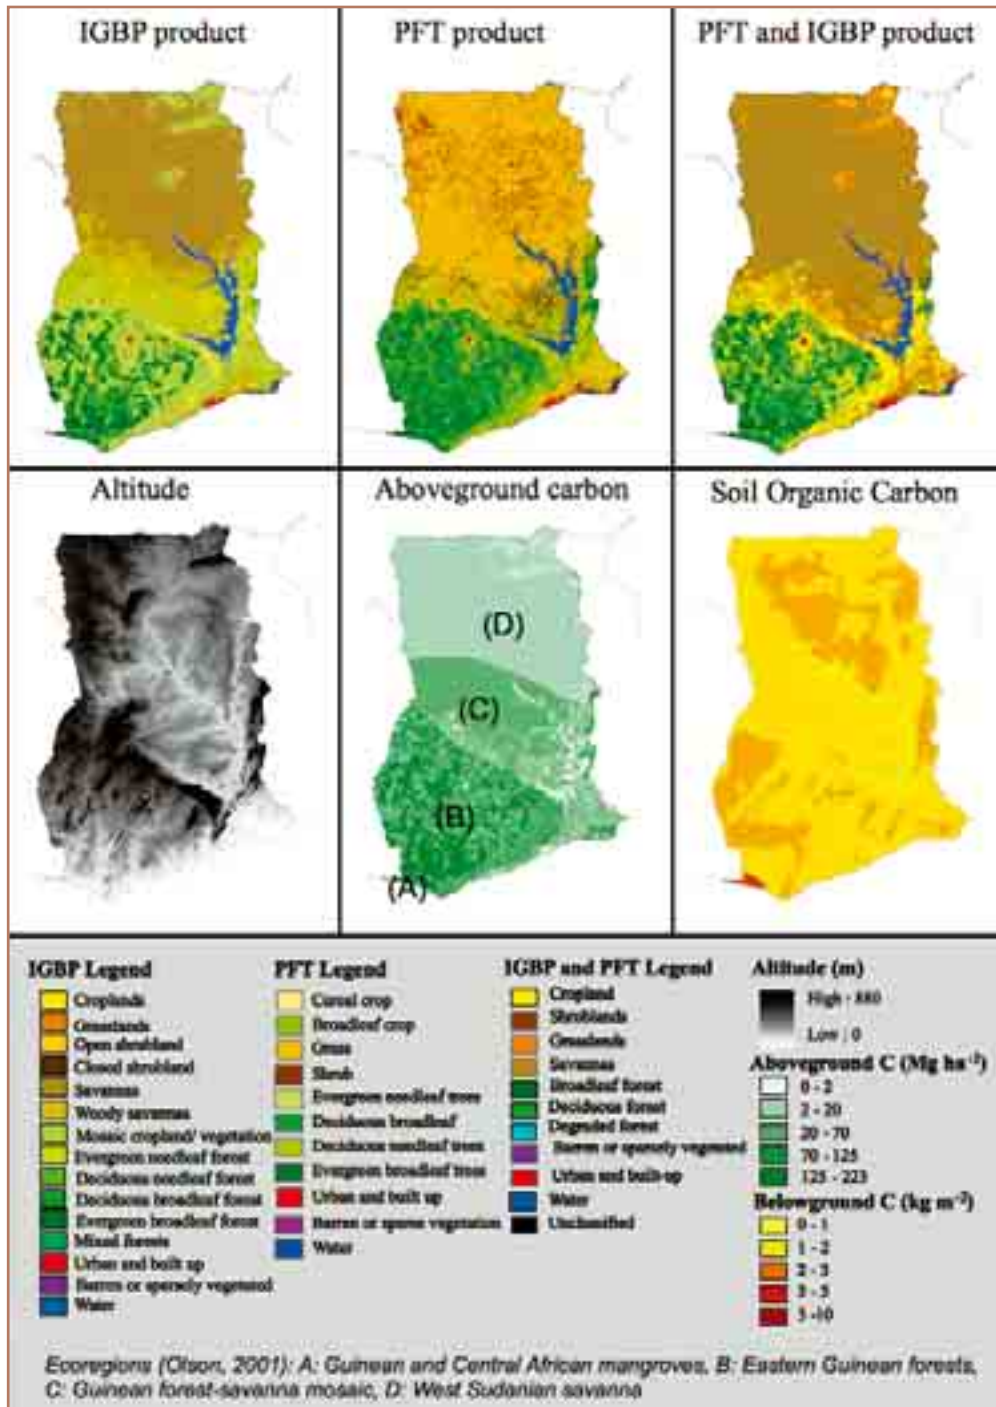 IGBP product
PFT product
PFT and IGBP product
Altitude
Aboveground carbon
Soil Organic Carbon
(D)
(C)
(B)
(A)
IGBP Legend
Croplands
Grasslands
Open shrubland
Closed shrubland
Savannas
Woody savannas
Mosaic cropland/ vegetation
Evergreen needleaf forest
Deciduous needleaf forest
Deciduous broadleaf forest
Evergreen broadleaf forest
Mixed forests
Urban and built up
Barren or sparsely vegetated
Water
PFT Legend
Cereal crop
Broadleaf crop
Grass
Shrub
Evergreen needleaf trees
Deciduous broadleaf
Deciduous needleaf trees
Evergreen broadleaf trees
Urban and built up
Barren or sparse vegetation
Water
IGBP and PFT Legend
Cropland
Shrublands
Grasslands
Savannas
Broadleaf forest
Deciduous forest
Degraded forest
Barren or sparsely vegetated
Urban and built-up
Water
Unclassified
Altitude (m)
High - 880
Low : 0
Aboveground C (Mg ha⁻²)
0 - 2
2 - 20
20 - 70
70 - 125
125 - 223
Belowground C (kg m⁻²)
0 - 1
1 - 2
2 - 3
3 - 5
5 -10
Ecoregions (Olson, 2001): A: Guinean and Central African mangroves, B: Eastern Guinean forests,
C: Guinean forest-savanna mosaic, D: West Sudanian savanna